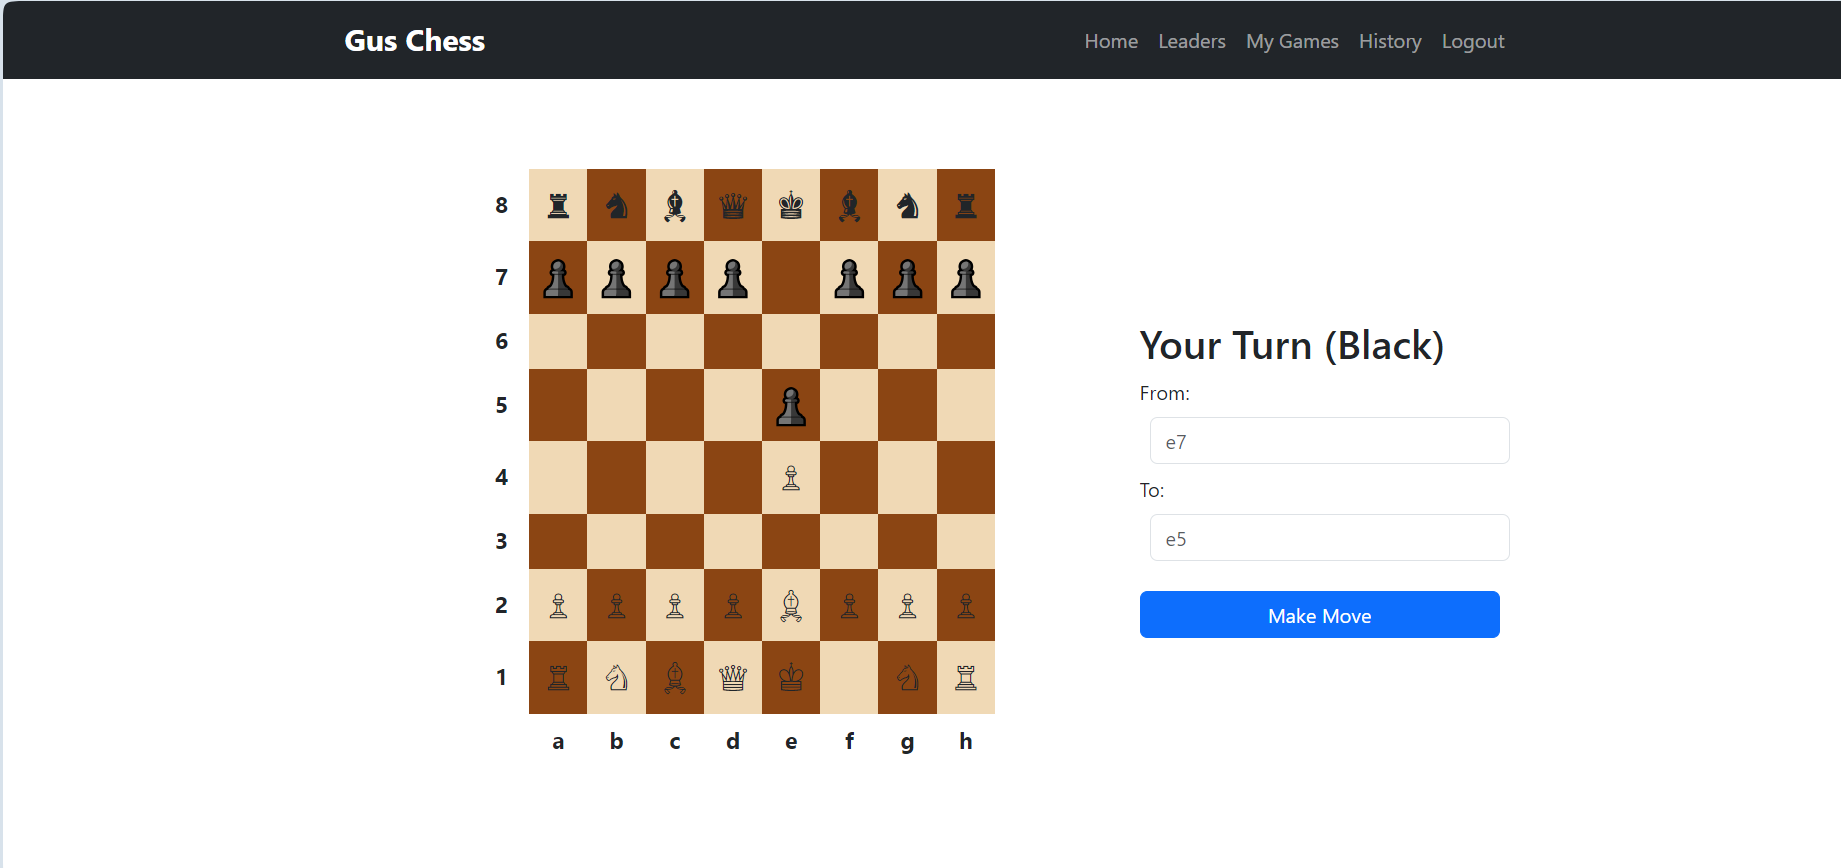 Gus Chess
Home Leaders My Games History Logout
8
7
6
5
4
3
2
1
a b c d e f g h
Your Turn (Black)
From:
e7
To:
e5
Make Move